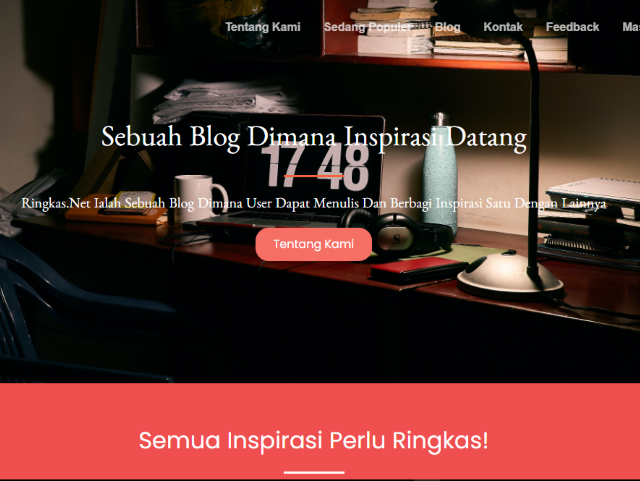 Tentang Kami Sedang Populer Blog Kontak Feedback Mas
Sebuah Blog Dimana Inspirasi Datang
17 48
Ringkas.Net Ialah Sebuah Blog Dimana User Dapat Menulis Dan Berbagi Inspirasi Satu Dengan Lainnya
Tentang Kami
Semua Inspirasi Perlu Ringkas!